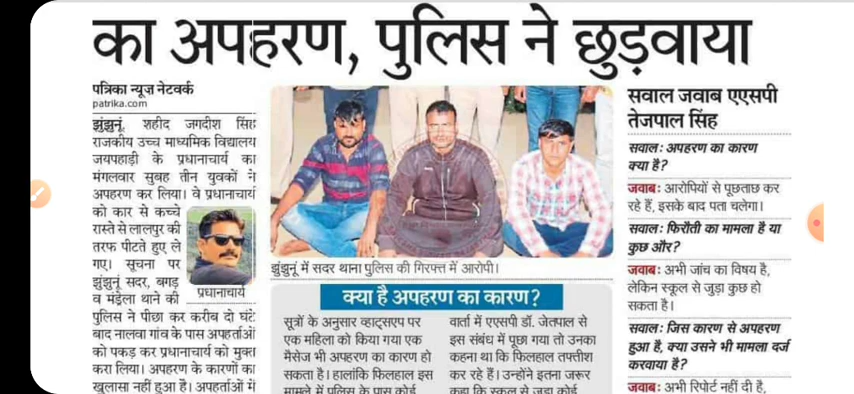 का अपहरण, पुलिस ने छुड़वाया
पत्रिका न्यूज नेटवर्क
patrika.com
झुंझुनूं. शहीद जगदीश सिंह
राजकीय उच्च माध्यमिक विद्यालय
जयपहाड़ी के प्रधानाचार्य का
मंगलवार सुबह तीन युवकों ने
अपहरण कर लिया। वे प्रधानाचार्य
को कार से कच्चे
रास्ते से लालपुर की
तरफ पीटते हुए ले
गए। सूचना पर
झुंझुनूं सदर, बगड़
व मंड्रेला थाने की
पुलिस ने पीछा कर करीब दो घंटे
बाद नालवा गांव के पास अपहर्ताओं
को पकड़ कर प्रधानाचार्य को मुक्त
करा लिया। अपहरण के कारणों का
खुलासा नहीं हुआ है। अपहर्ताओं में
प्रधानाचार्य
झुंझुनूं में सदर थाना पुलिस की गिरफ्त में आरोपी।
क्या है अपहरण का कारण?
सूत्रों के अनुसार व्हाट्सएप पर
एक महिला को किया गया एक
मैसेज भी अपहरण का कारण हो
सकता है। हालांकि फिलहाल इस
मामले में पुलिस के पास कोई
वार्ता में एएसपी डॉ. जेतपाल से
इस संबंध में पूछा गया तो उनका
कहना था कि फिलहाल तफ्तीश
कर रहे हैं। उन्होंने इतना जरूर
कहा कि स्कूल से जुड़ा कोई
सवाल जवाब एएसपी
तेजपाल सिंह
सवाल: अपहरण का कारण
क्या है?
जवाब: आरोपियों से पूछताछ कर
रहे हैं, इसके बाद पता चलेगा।
सवाल: फिरौती का मामला है या
कुछ और?
जवाब: अभी जांच का विषय है,
लेकिन स्कूल से जुड़ा कुछ हो
सकता है।
सवाल: जिस कारण से अपहरण
हुआ है, क्या उसने भी मामला दर्ज
करवाया है?
जवाब: अभी रिपोर्ट नहीं दी है,